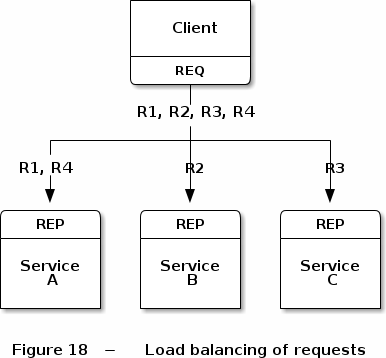 Client
REQ
R1, R2, R3, R4
R1, R4 R2 R3
REP REP REP
Service Service Service
A B C
Figure 18 − Load balancing of requests